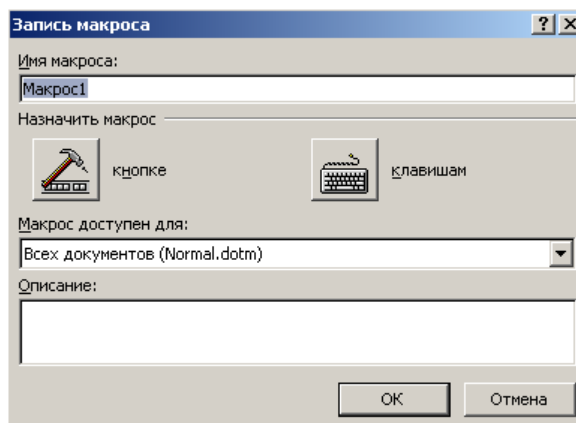 Запись макроса
Имя макроса:
Макрос1
Назначить макрос
кнопке клавишам
Макрос доступен для:
Всех документов (Normal.dotm)
Описание:
ОК Отмена